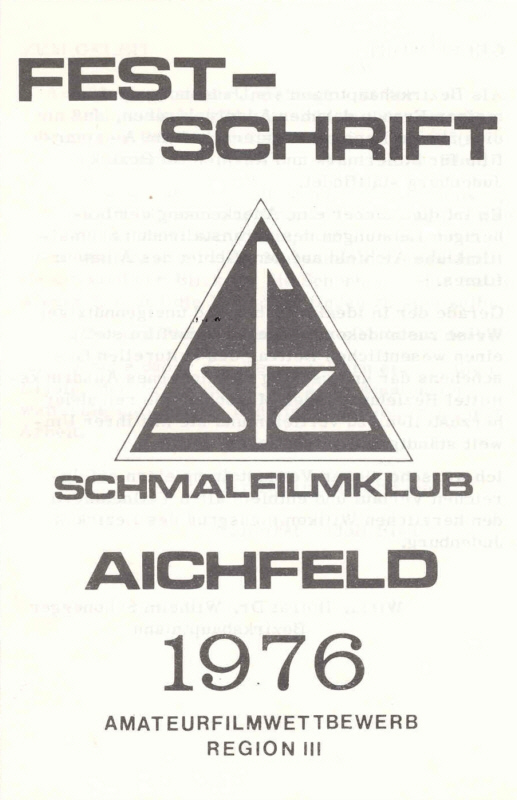 FEST-
SCHRIFT
SCHMALFILMKLUB
AICHFELD
1976
AMATEURFILMWETTBEWERB
REGION III